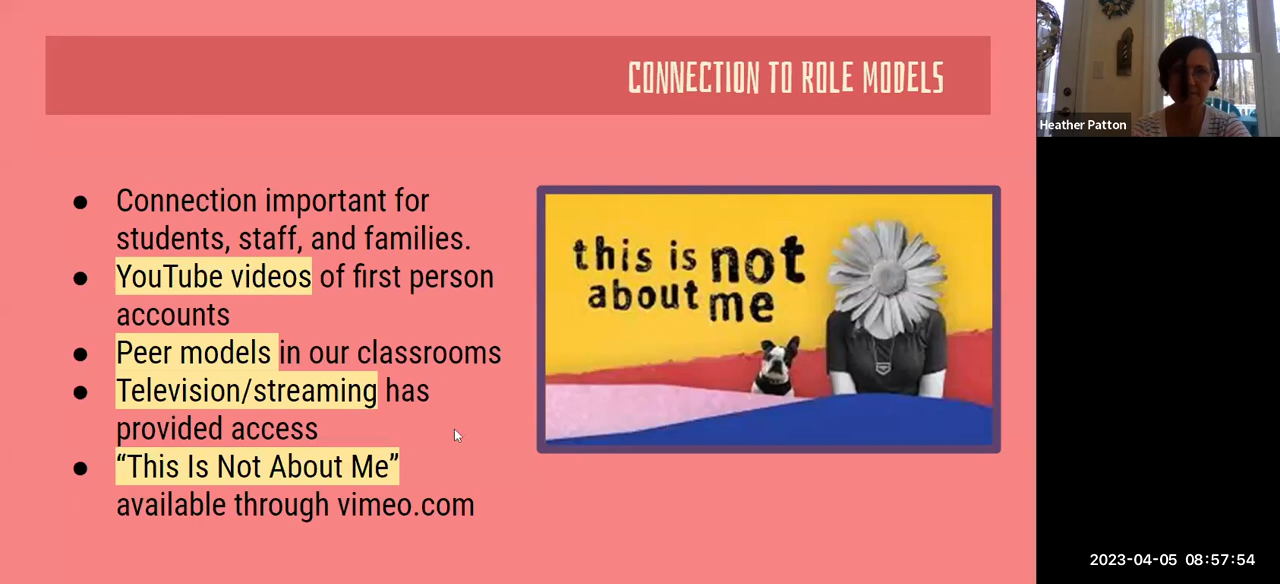 CONNECTION TO ROLE MODELS
Heather Patton
● Connection important for
students, staff, and families.
● YouTube videos of first person
accounts
● Peer models in our classrooms
● Television/streaming has
provided access
● “This Is Not About Me”
available through vimeo.com
this is not
about me
2023-04-05 08:57:54